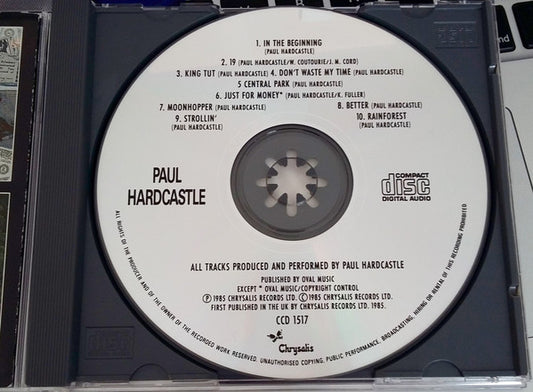 1. IN THE BEGINNING
(PAUL HARDCASTLE)
2. 19 (PAUL HARDCASTLE/W. COUTOURIE/J. M. CORD)
3. KING TUT (PAUL HARDCASTLE) 4. DON'T WASTE MY TIME (PAUL HARDCASTLE)
5 CENTRAL PARK (PAUL HARDCASTLE)
6. JUST FOR MONEY* (PAUL HARDCASTLE/K. FULLER)
7. MOONHOPPER (PAUL HARDCASTLE) 8. BETTER (PAUL HARDCASTLE)
9. STROLLIN' 10. RAINFOREST
(PAUL HARDCASTLE) (PAUL HARDCASTLE)
PAUL
HARDCASTLE
COMPACT
disc
DIGITAL AUDIO
ALL TRACKS PRODUCED AND PERFORMED BY PAUL HARDCASTLE
PUBLISHED BY OVAL MUSIC
EXCEPT * OVAL MUSIC/COPYRIGHT CONTROL
Ⓟ 1985 CHRYSALIS RECORDS LTD. Ⓒ 1985 CHRYSALIS RECORDS LTD.
FIRST PUBLISHED IN THE UK BY CHRYSALIS RECORDS LTD. 1985.
CCD 1517
Chrysalis
ALL RIGHTS OF THE PRODUCER AND OF THE OWNER OF THE RECORDED WORK RESERVED. UNAUTHORISED COPYING, PUBLIC PERFORMANCE, BROADCASTING, HIRING OR RENTAL OF THIS RECORDING PROHIBITED